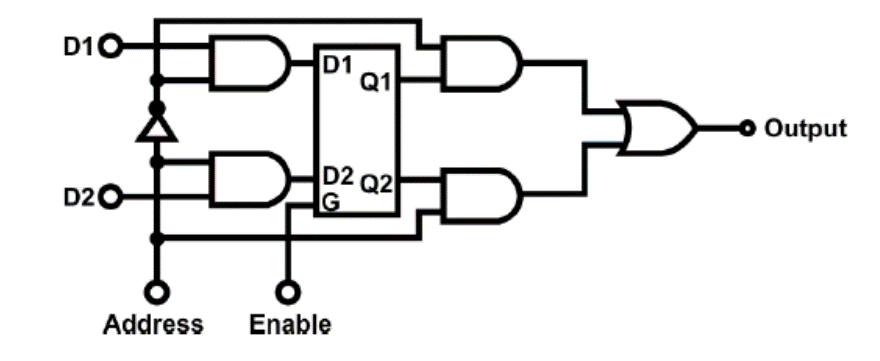 D1
D1
Q1
Output
D2
D2
Q2
G
Address
Enable